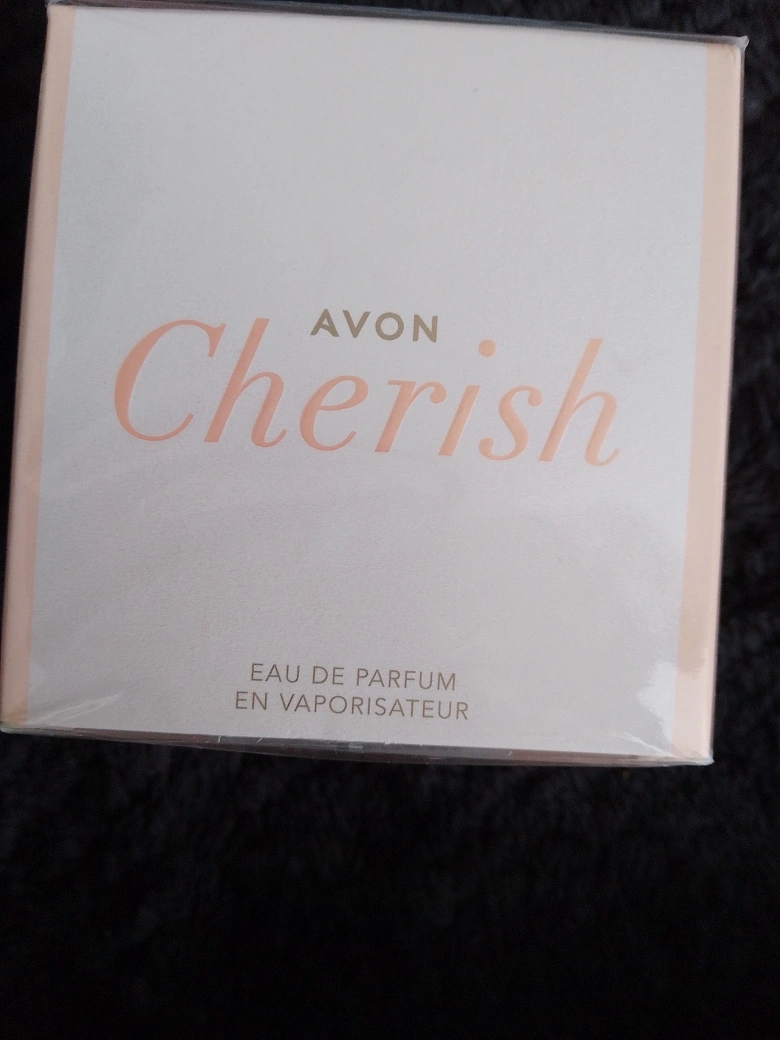 AVON
Cherish
EAU DE PARFUM
EN VAPORISATEUR